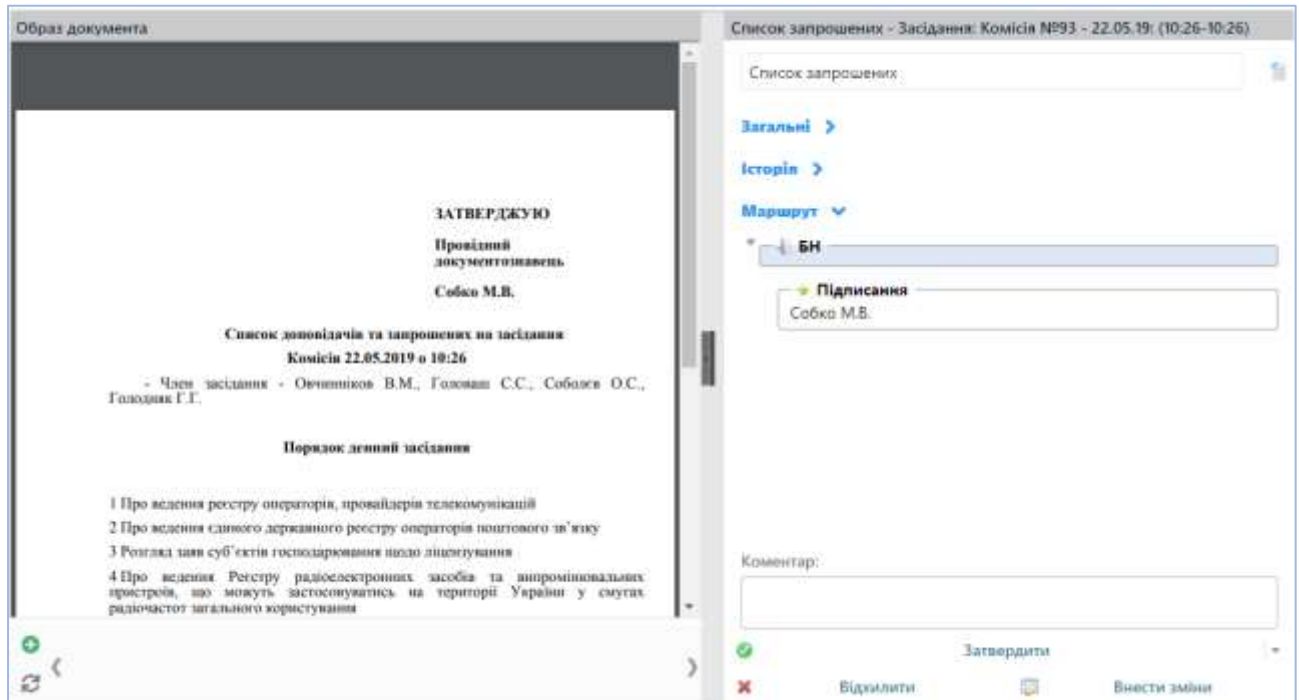 Образ документа
ЗАТВЕРДЖУЮ
Провідний
документознавець
Собко М.В.
Список доповідачів та запрошених на засідання
Комісія 22.05.2019 о 10:26
- Член засідання - Овчинніков В.М., Головаш С.С., Соболєв О.С.,
Голодняк Г.Г.
Порядок денний засідання
1 Про ведення реєстру операторів, провайдерів телекомунікацій
2 Про ведення єдиного державного реєстру операторів поштового зв’язку
3 Розгляд заяв суб’єктів господарювання щодо ліцензування
4 Про ведення Реєстру радіоелектронних засобів та випромінювальних
пристроїв, що можуть застосовуватись на території України у смугах
радіочастот загального користування
Список запрошених - Засідання: Комісія №93 - 22.05.19: (10:26-10:26)
Список запрошених
Загальні
Історія
Маршрут
БН
Підписання
Собко М.В.
Коментар:
Затвердити
Відхилити
Внести зміни